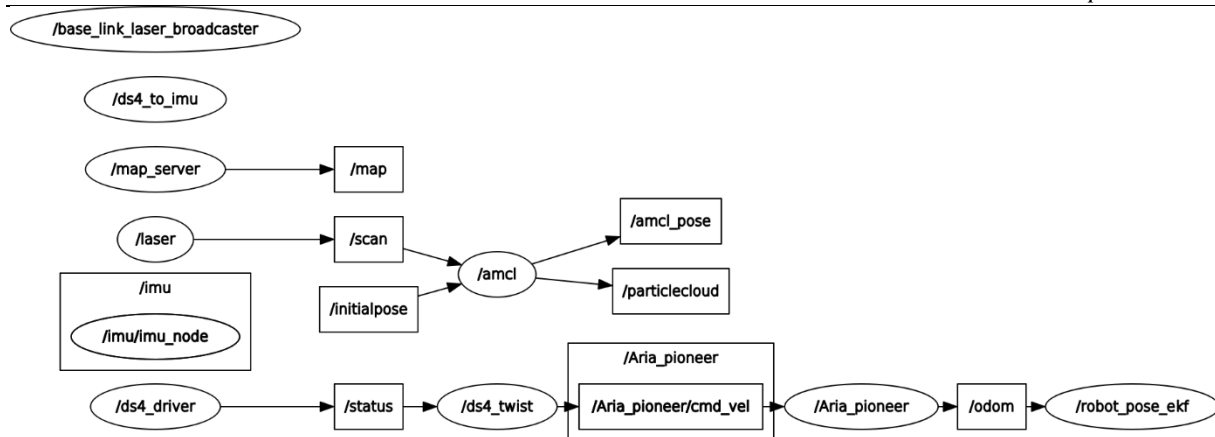 /base_link_laser_broadcaster
/ds4_to_imu
/map_server
/map
/laser
/scan
/initialpose
/amcl
/amcl_pose
/particlecloud
/imu
/imu/imu_node
/ds4_driver
/status
/ds4_twist
/Aria_pioneer
/Aria_pioneer/cmd_vel
/Aria_pioneer
/odom
/robot_pose_ekf